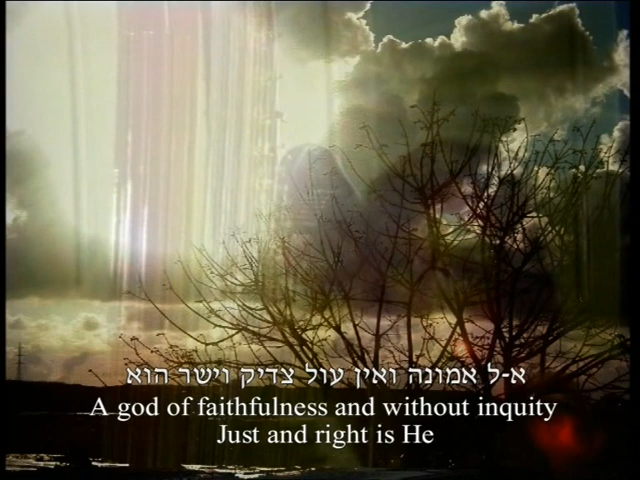 א-ל אמונה ואין עול צדיק וישר הוא
A god of faithfulness and without inquity
Just and right is He